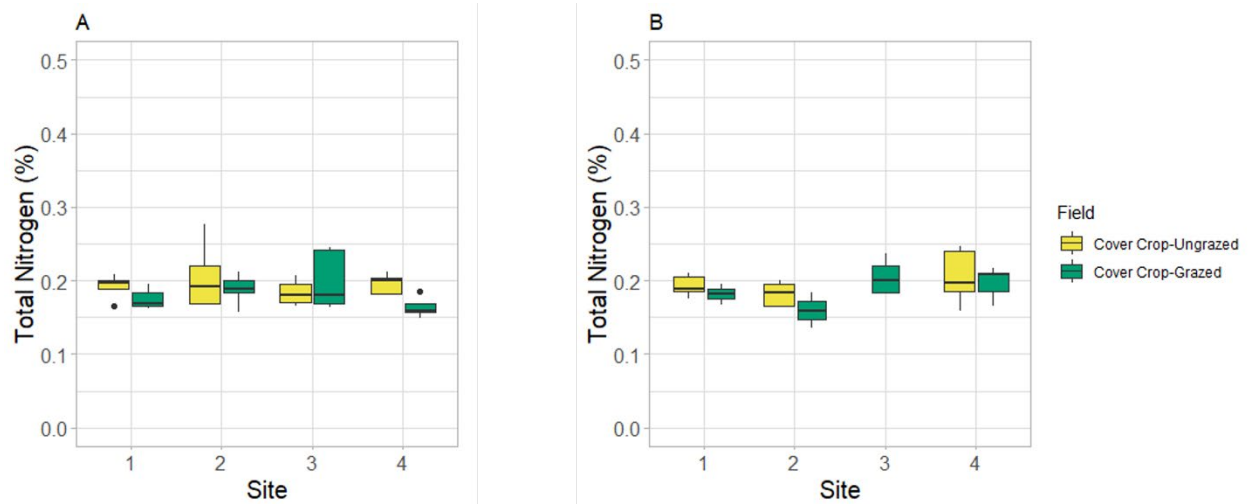 A
0.5
0.4
0.3
0.2
0.1
0.0
Total Nitrogen (%)
1 2 3 4
Site
B
0.5
0.4
0.3
0.2
0.1
0.0
Total Nitrogen (%)
1 2 3 4
Site
Field
Cover Crop-Ungrazed
Cover Crop-Grazed